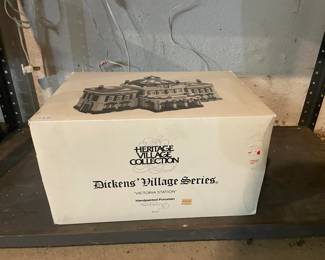 HERITAGE
VILLAGE
COLLECTION
Dickens' Village Series®
"VICTORIA STATION"
Handpainted Porcelain